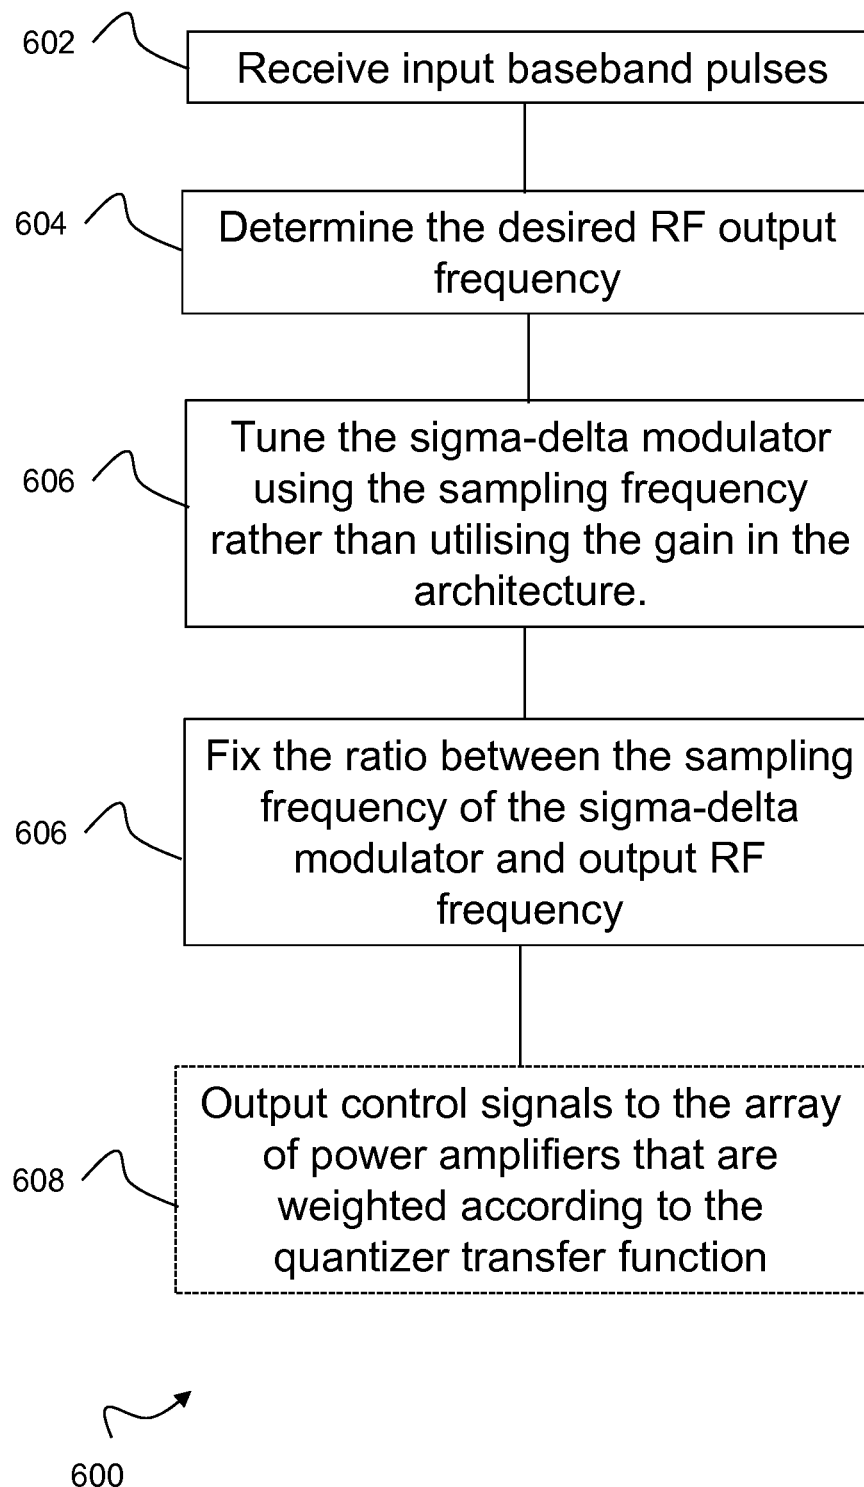 602
Receive input baseband pulses
604
Determine the desired RF output
frequency
606
Tune the sigma-delta modulator
using the sampling frequency
rather than utilising the gain in the
architecture.
606
Fix the ratio between the sampling
frequency of the sigma-delta
modulator and output RF
frequency
608
Output control signals to the array
of power amplifiers that are
weighted according to the
quantizer transfer function
600